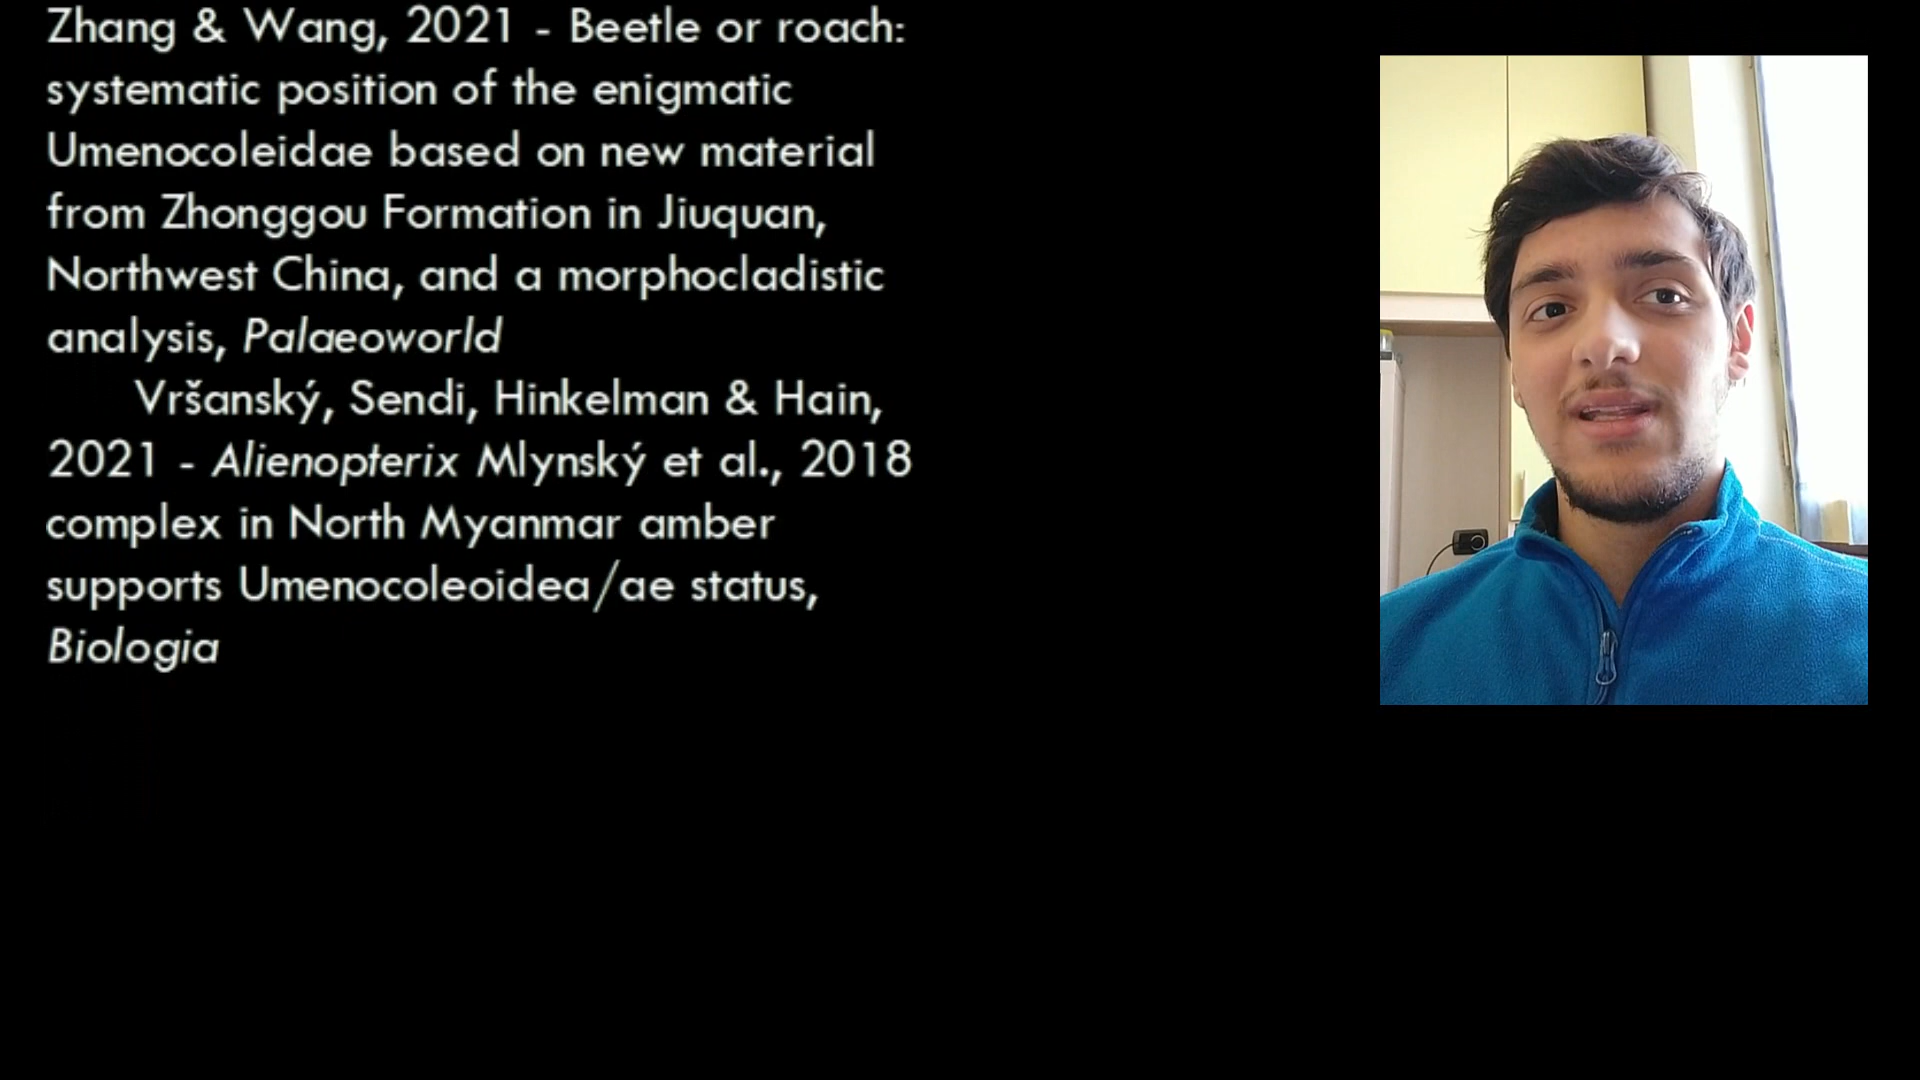 Zhang & Wang, 2021 - Beetle or roach:
systematic position of the enigmatic
Umenocoleidae based on new material
from Zhonggou Formation in Jiuquan,
Northwest China, and a morphocladistic
analysis, Palaeoworld
Vršanský, Sendi, Hinkelman & Hain,
2021 - Alienopterix Mlynský et al., 2018
complex in North Myanmar amber
supports Umenocoleoidea/ae status,
Biologia